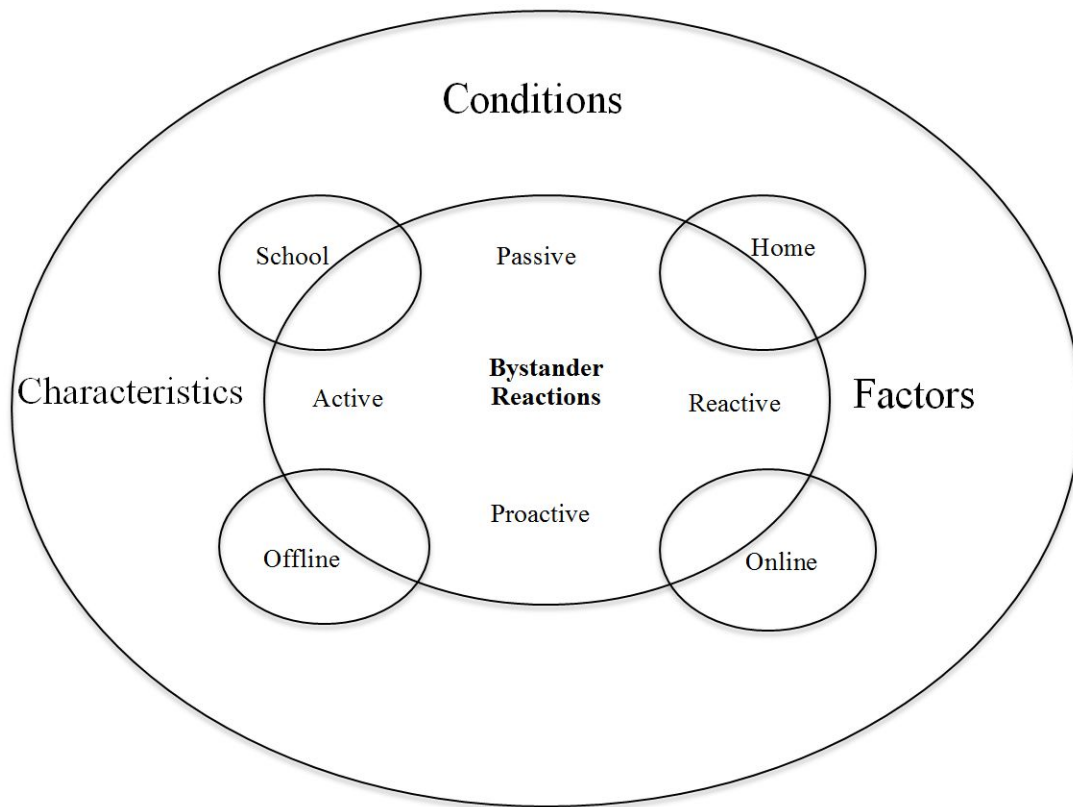 Conditions
School
Passive
Home
Characteristics
Active
Bystander
Reactions
Reactive
Factors
Proactive
Offline
Online